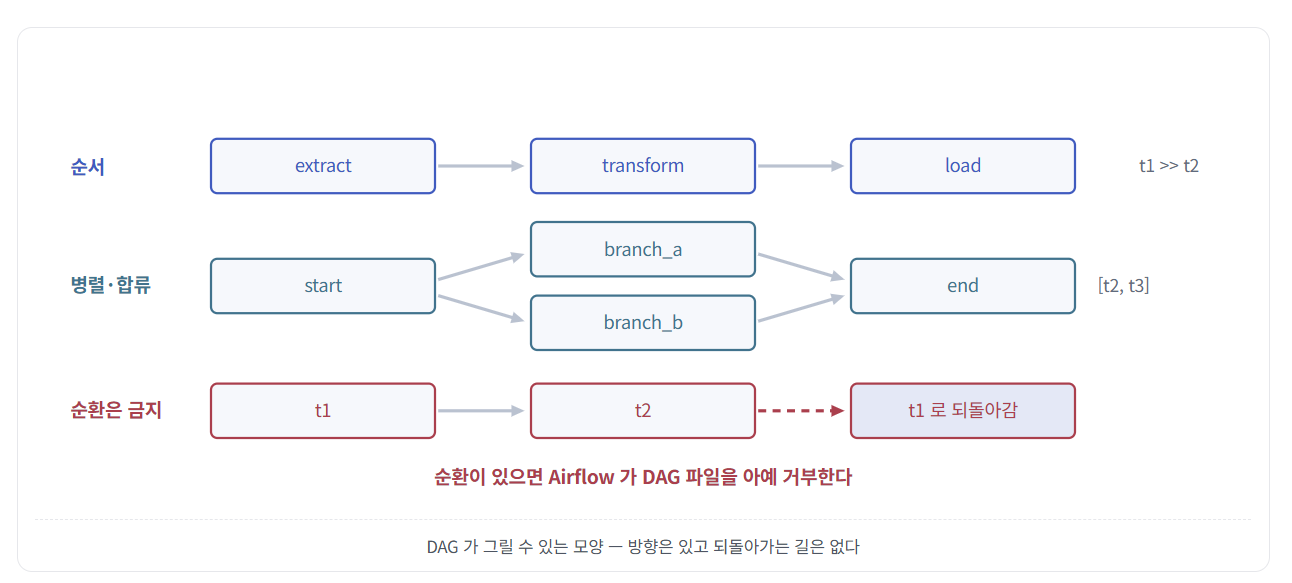 순서
extract
transform
load
t1 >> t2
병렬·합류
start
branch_a
branch_b
end
[t2, t3]
순환은 금지
t1
t2
t1 로 되돌아감
순환이 있으면 Airflow 가 DAG 파일을 아예 거부한다
DAG 가 그릴 수 있는 모양 — 방향은 있고 되돌아가는 길은 없다